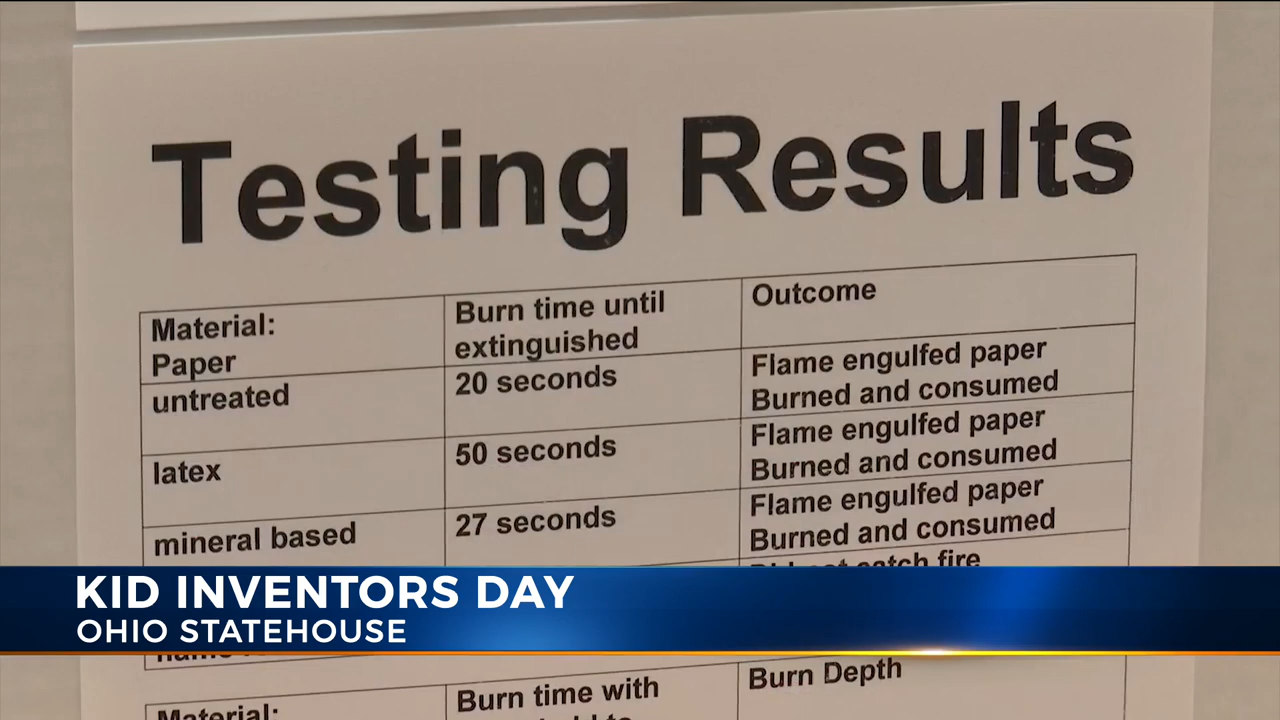 Testing Results
Material:
Paper
Burn time until
extinguished
Outcome
untreated
20 seconds
Flame engulfed paper
Burned and consumed
latex
50 seconds
Flame engulfed paper
Burned and consumed
mineral based
27 seconds
Flame engulfed paper
Burned and consumed
catch fire
KID INVENTORS DAY
OHIO STATEHOUSE
Material:
Burn time with
Burn Depth